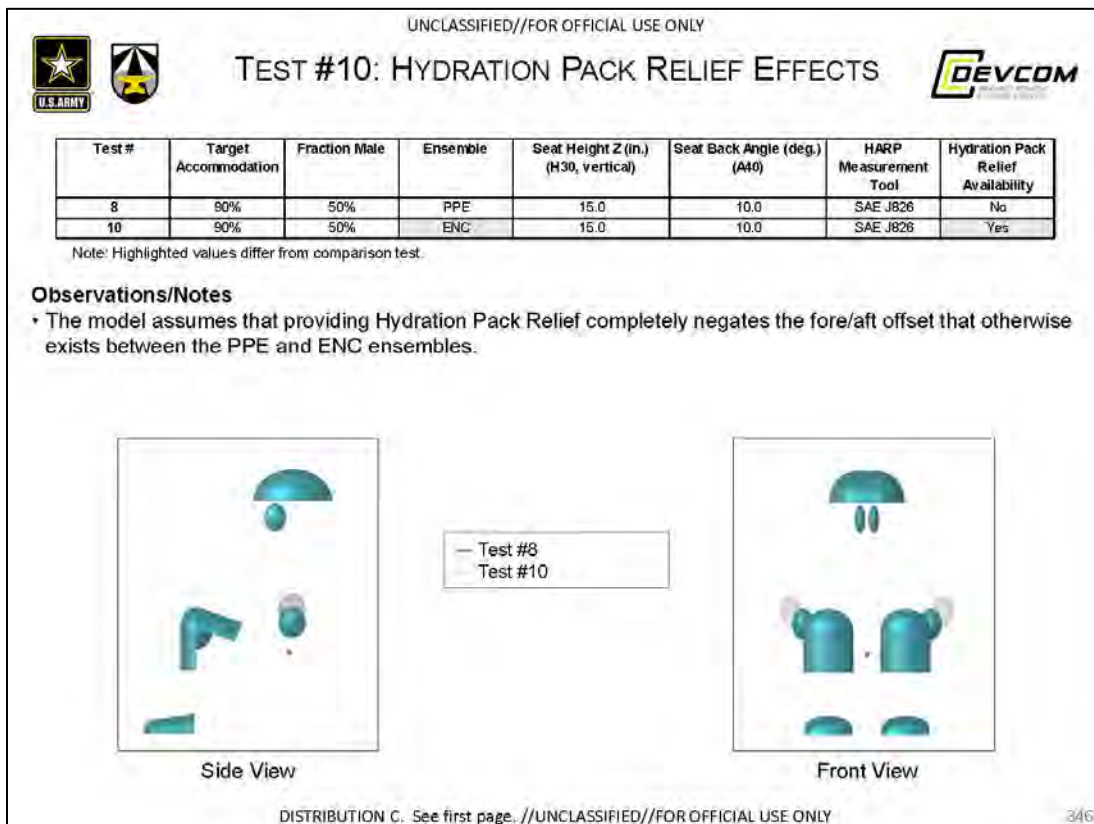 UNCLASSIFIED//FOR OFFICIAL USE ONLY
U.S.ARMY
TEST #10: HYDRATION PACK RELIEF EFFECTS
DEVCOM
Test # Target Accommodation Fraction Male Ensemble Seat Height Z (in.) (H30, vertical) Seat Back Angle (deg.) (A40) HARP Measurement Tool Hydration Pack Relief Availability
8 90% 50% PPE 15.0 10.0 SAE J826 No
10 90% 50% ENC 15.0 10.0 SAE J826 Yes
Note: Highlighted values differ from comparison test.
Observations/Notes
• The model assumes that providing Hydration Pack Relief completely negates the fore/aft offset that otherwise
exists between the PPE and ENC ensembles.
Test #8
Test #10
Side View
Front View
DISTRIBUTION C. See first page. //UNCLASSIFIED//FOR OFFICIAL USE ONLY
346